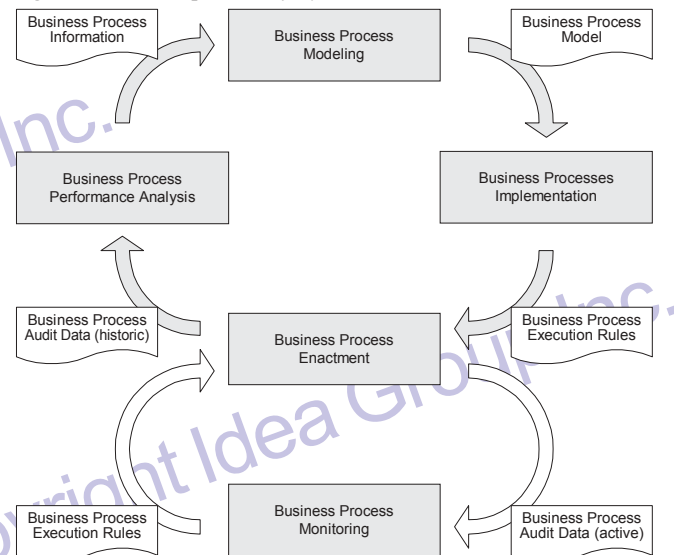 Business Process
Information
Business Process
Modeling
Business Process
Model
Inc.
Business Process
Performance Analysis
Business Processes
Implementation
Business Process
Audit Data (historic)
Business Process
Enactment
Business Process
Execution Rules
Business Process
Execution Rules
Business Process
Monitoring
Business Process
Audit Data (active)
Idea Group Inc.